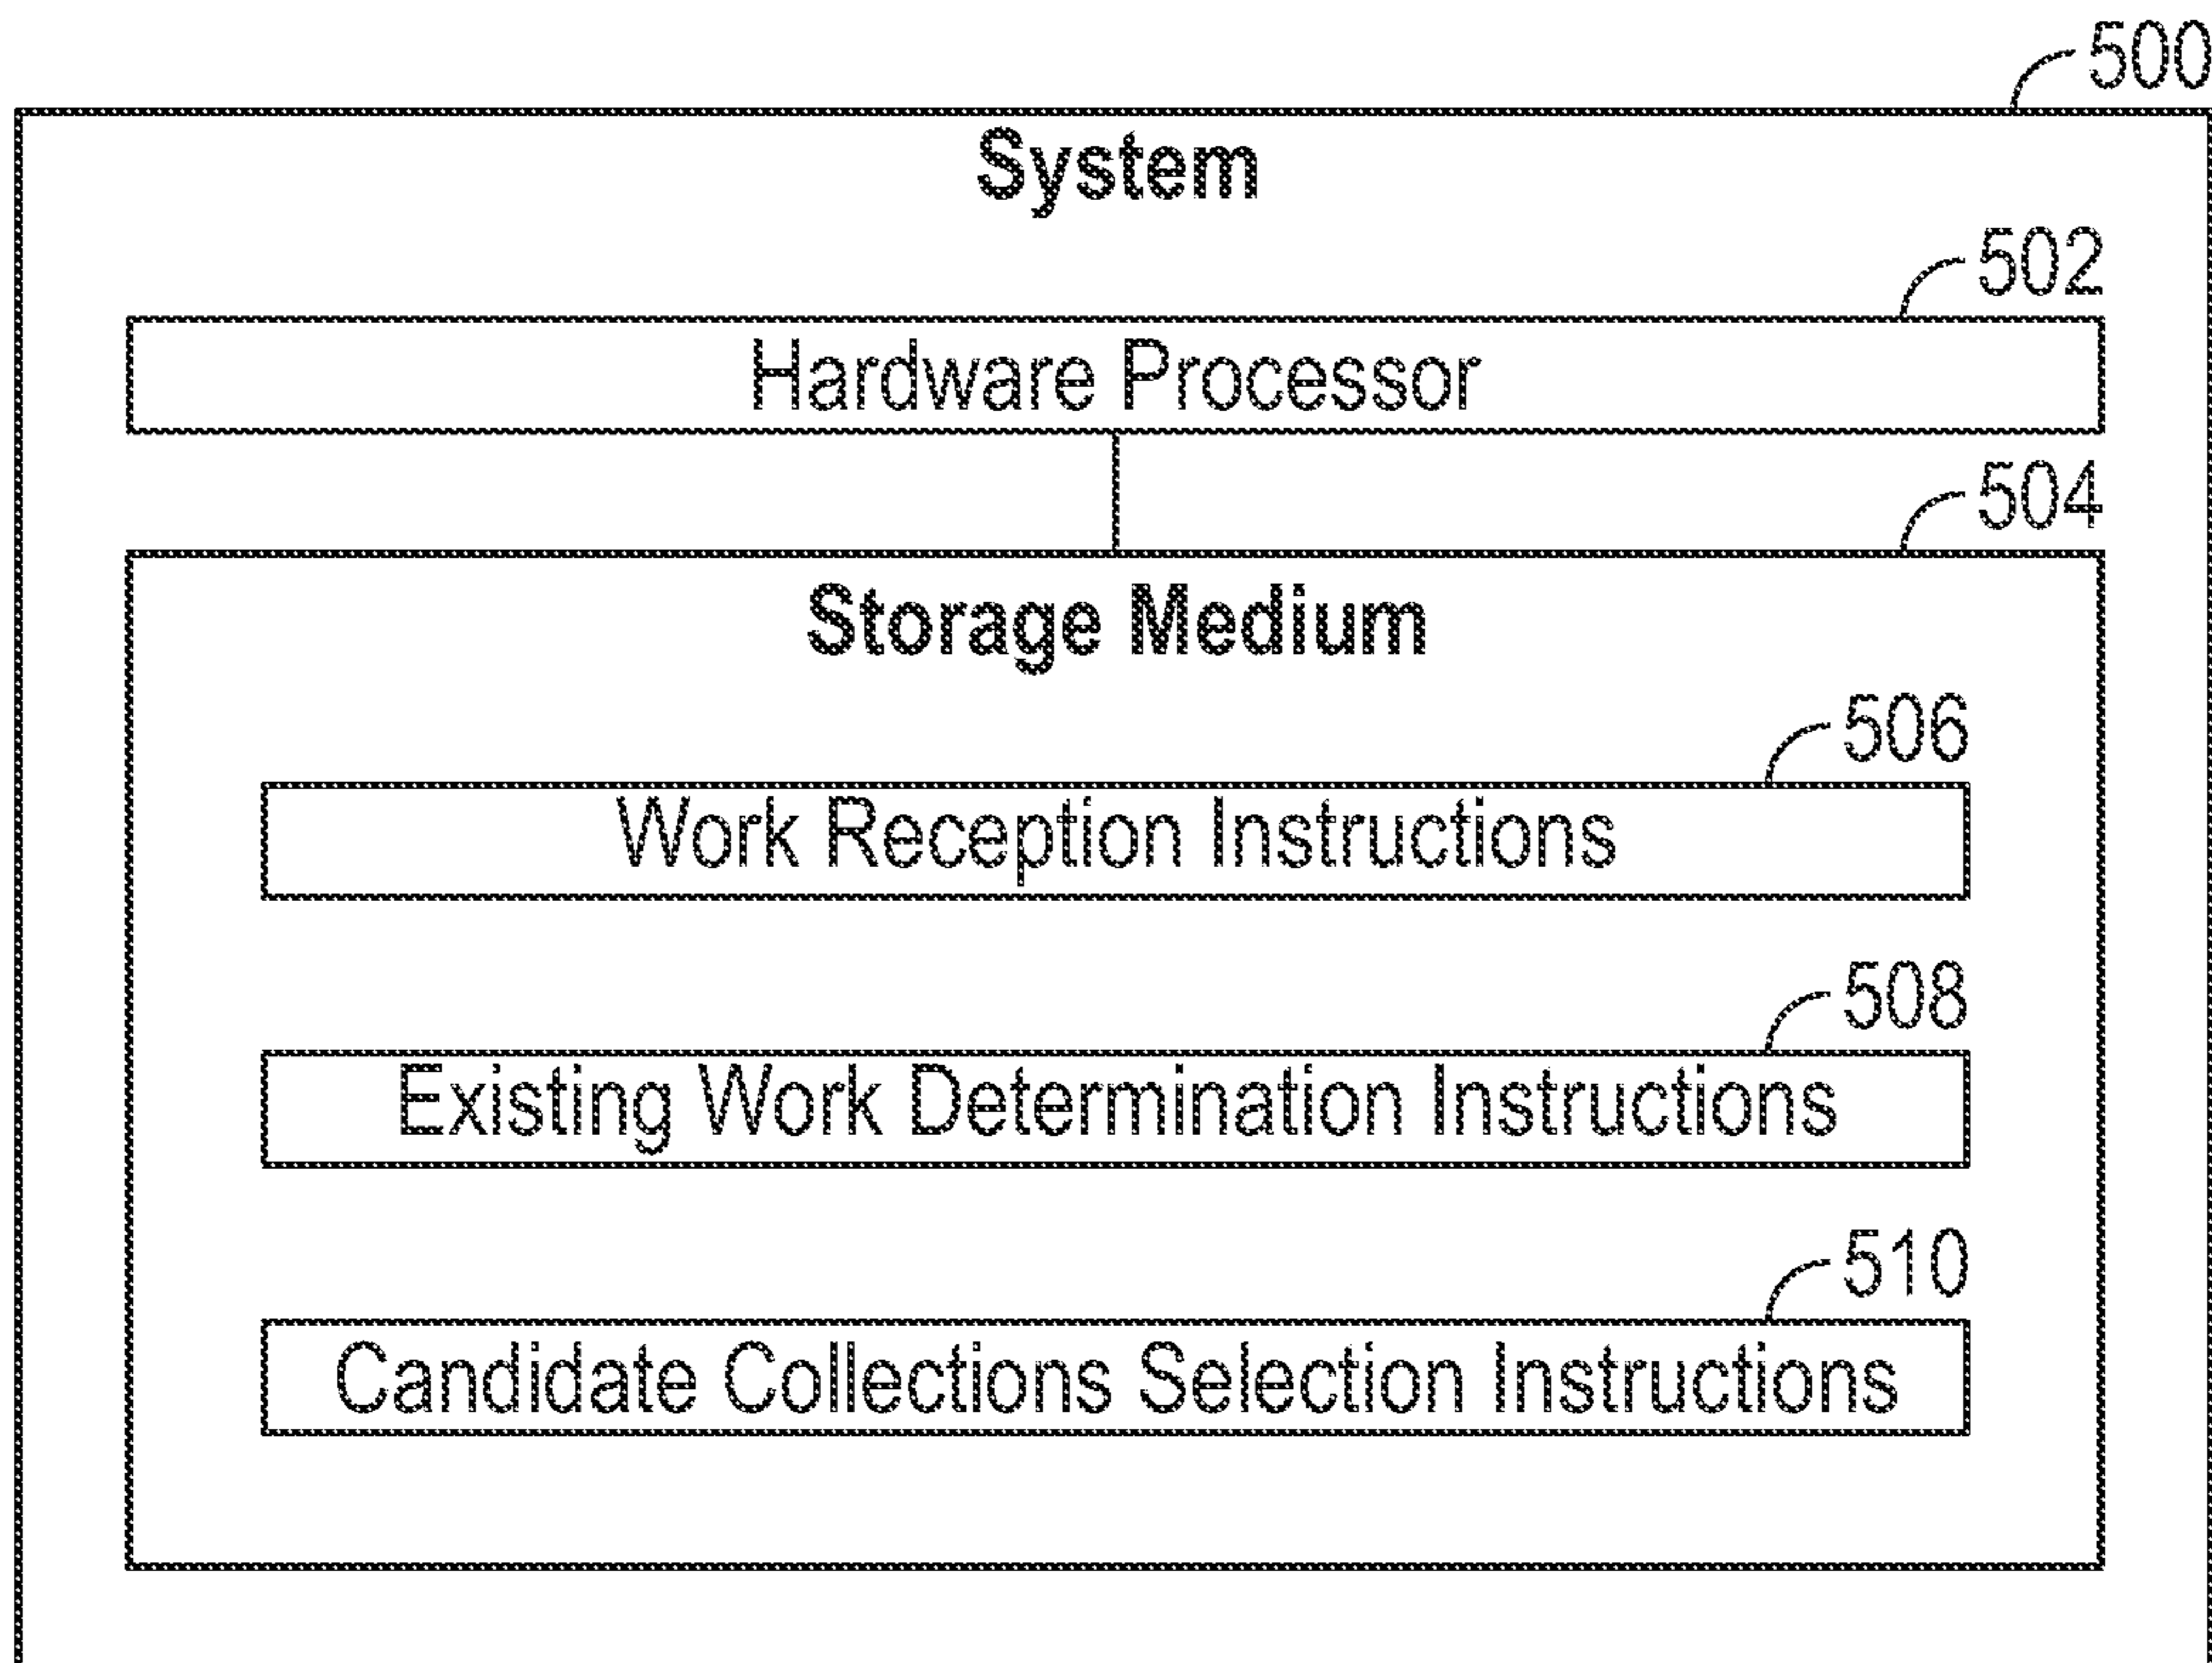 500
System
502
Hardware Processor
504
Storage Medium
506
Work Reception Instructions
508
Existing Work Determination Instructions
510
Candidate Collections Selection Instructions